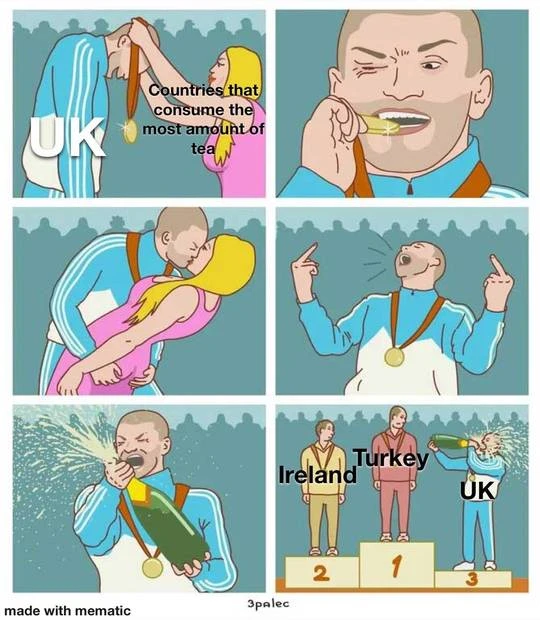 UK
Countries that
consume the
most amount of
tea
Ireland
Turkey
UK
2
1
3
3palec
made with mematic